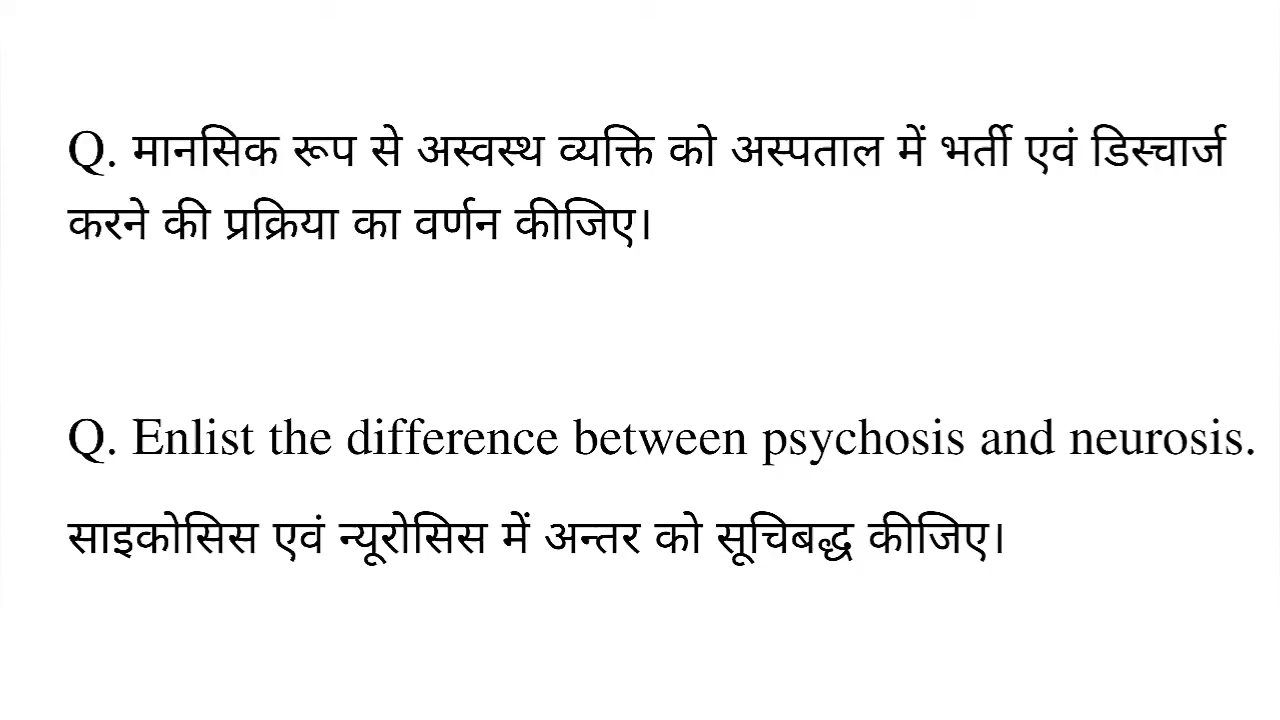 Q. मानसिक रूप से अस्वस्थ व्यक्ति को अस्पताल में भर्ती एवं डिस्चार्ज
करने की प्रक्रिया का वर्णन कीजिए।
Q. Enlist the difference between psychosis and neurosis.
साइकोसिस एवं न्यूरोसिस में अन्तर को सूचिबद्ध कीजिए।